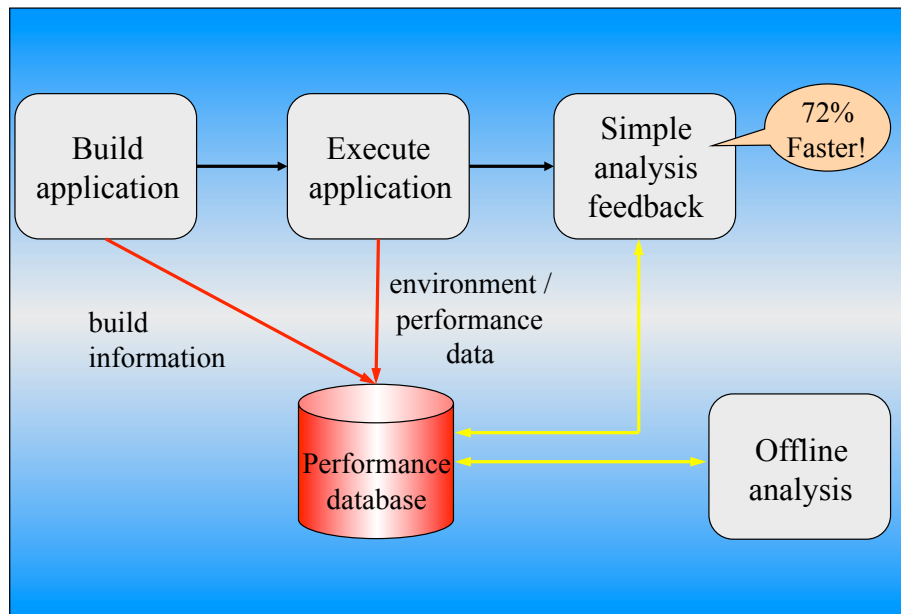 Build
application
Execute
application
Simple
analysis
feedback
72%
Faster!
build
information
environment /
performance
data
Performance
database
Offline
analysis